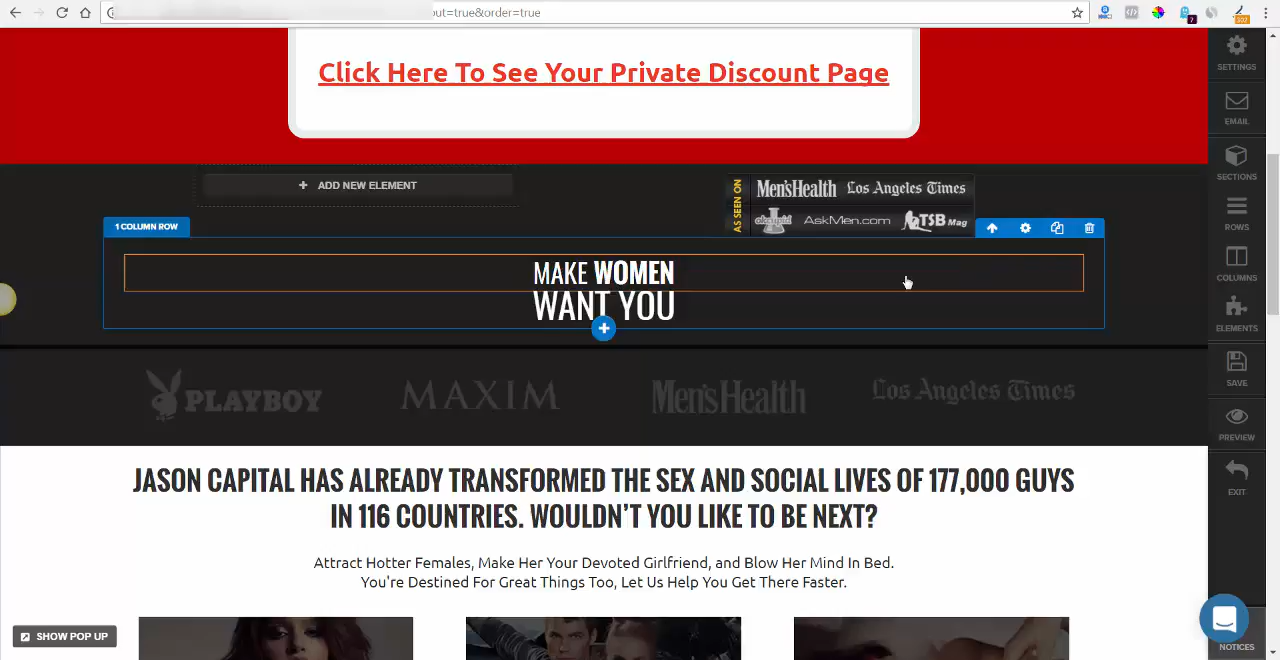 out=true&order=true
7
502
Click Here To See Your Private Discount Page
SETTINGS
EMAIL
SECTIONS
ROWS
COLUMNS
ELEMENTS
SAVE
PREVIEW
EXIT
NOTICES
+ ADD NEW ELEMENT
AS SEEN ON
Men'sHealth Los Angeles Times
okcupid AskMen.com TSB Mag
1 COLUMN ROW
MAKE WOMEN
WANT YOU
PLAYBOY MAXIM Men'sHealth Los Angeles Times
JASON CAPITAL HAS ALREADY TRANSFORMED THE SEX AND SOCIAL LIVES OF 177,000 GUYS
IN 116 COUNTRIES. WOULDN'T YOU LIKE TO BE NEXT?
Attract Hotter Females, Make Her Your Devoted Girlfriend, and Blow Her Mind In Bed.
You're Destined For Great Things Too, Let Us Help You Get There Faster.
SHOW POP UP